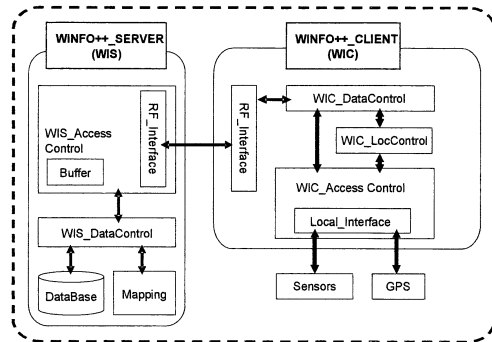 WINFO++_SERVER
(WIS)
WIS_Access
Control
Buffer
RF_Interface
WIS_DataControl
DataBase
Mapping
WINFO++_CLIENT
(WIC)
RF_Interface
WIC_DataControl
WIC_LocControl
WIC_Access Control
Local_Interface
Sensors
GPS